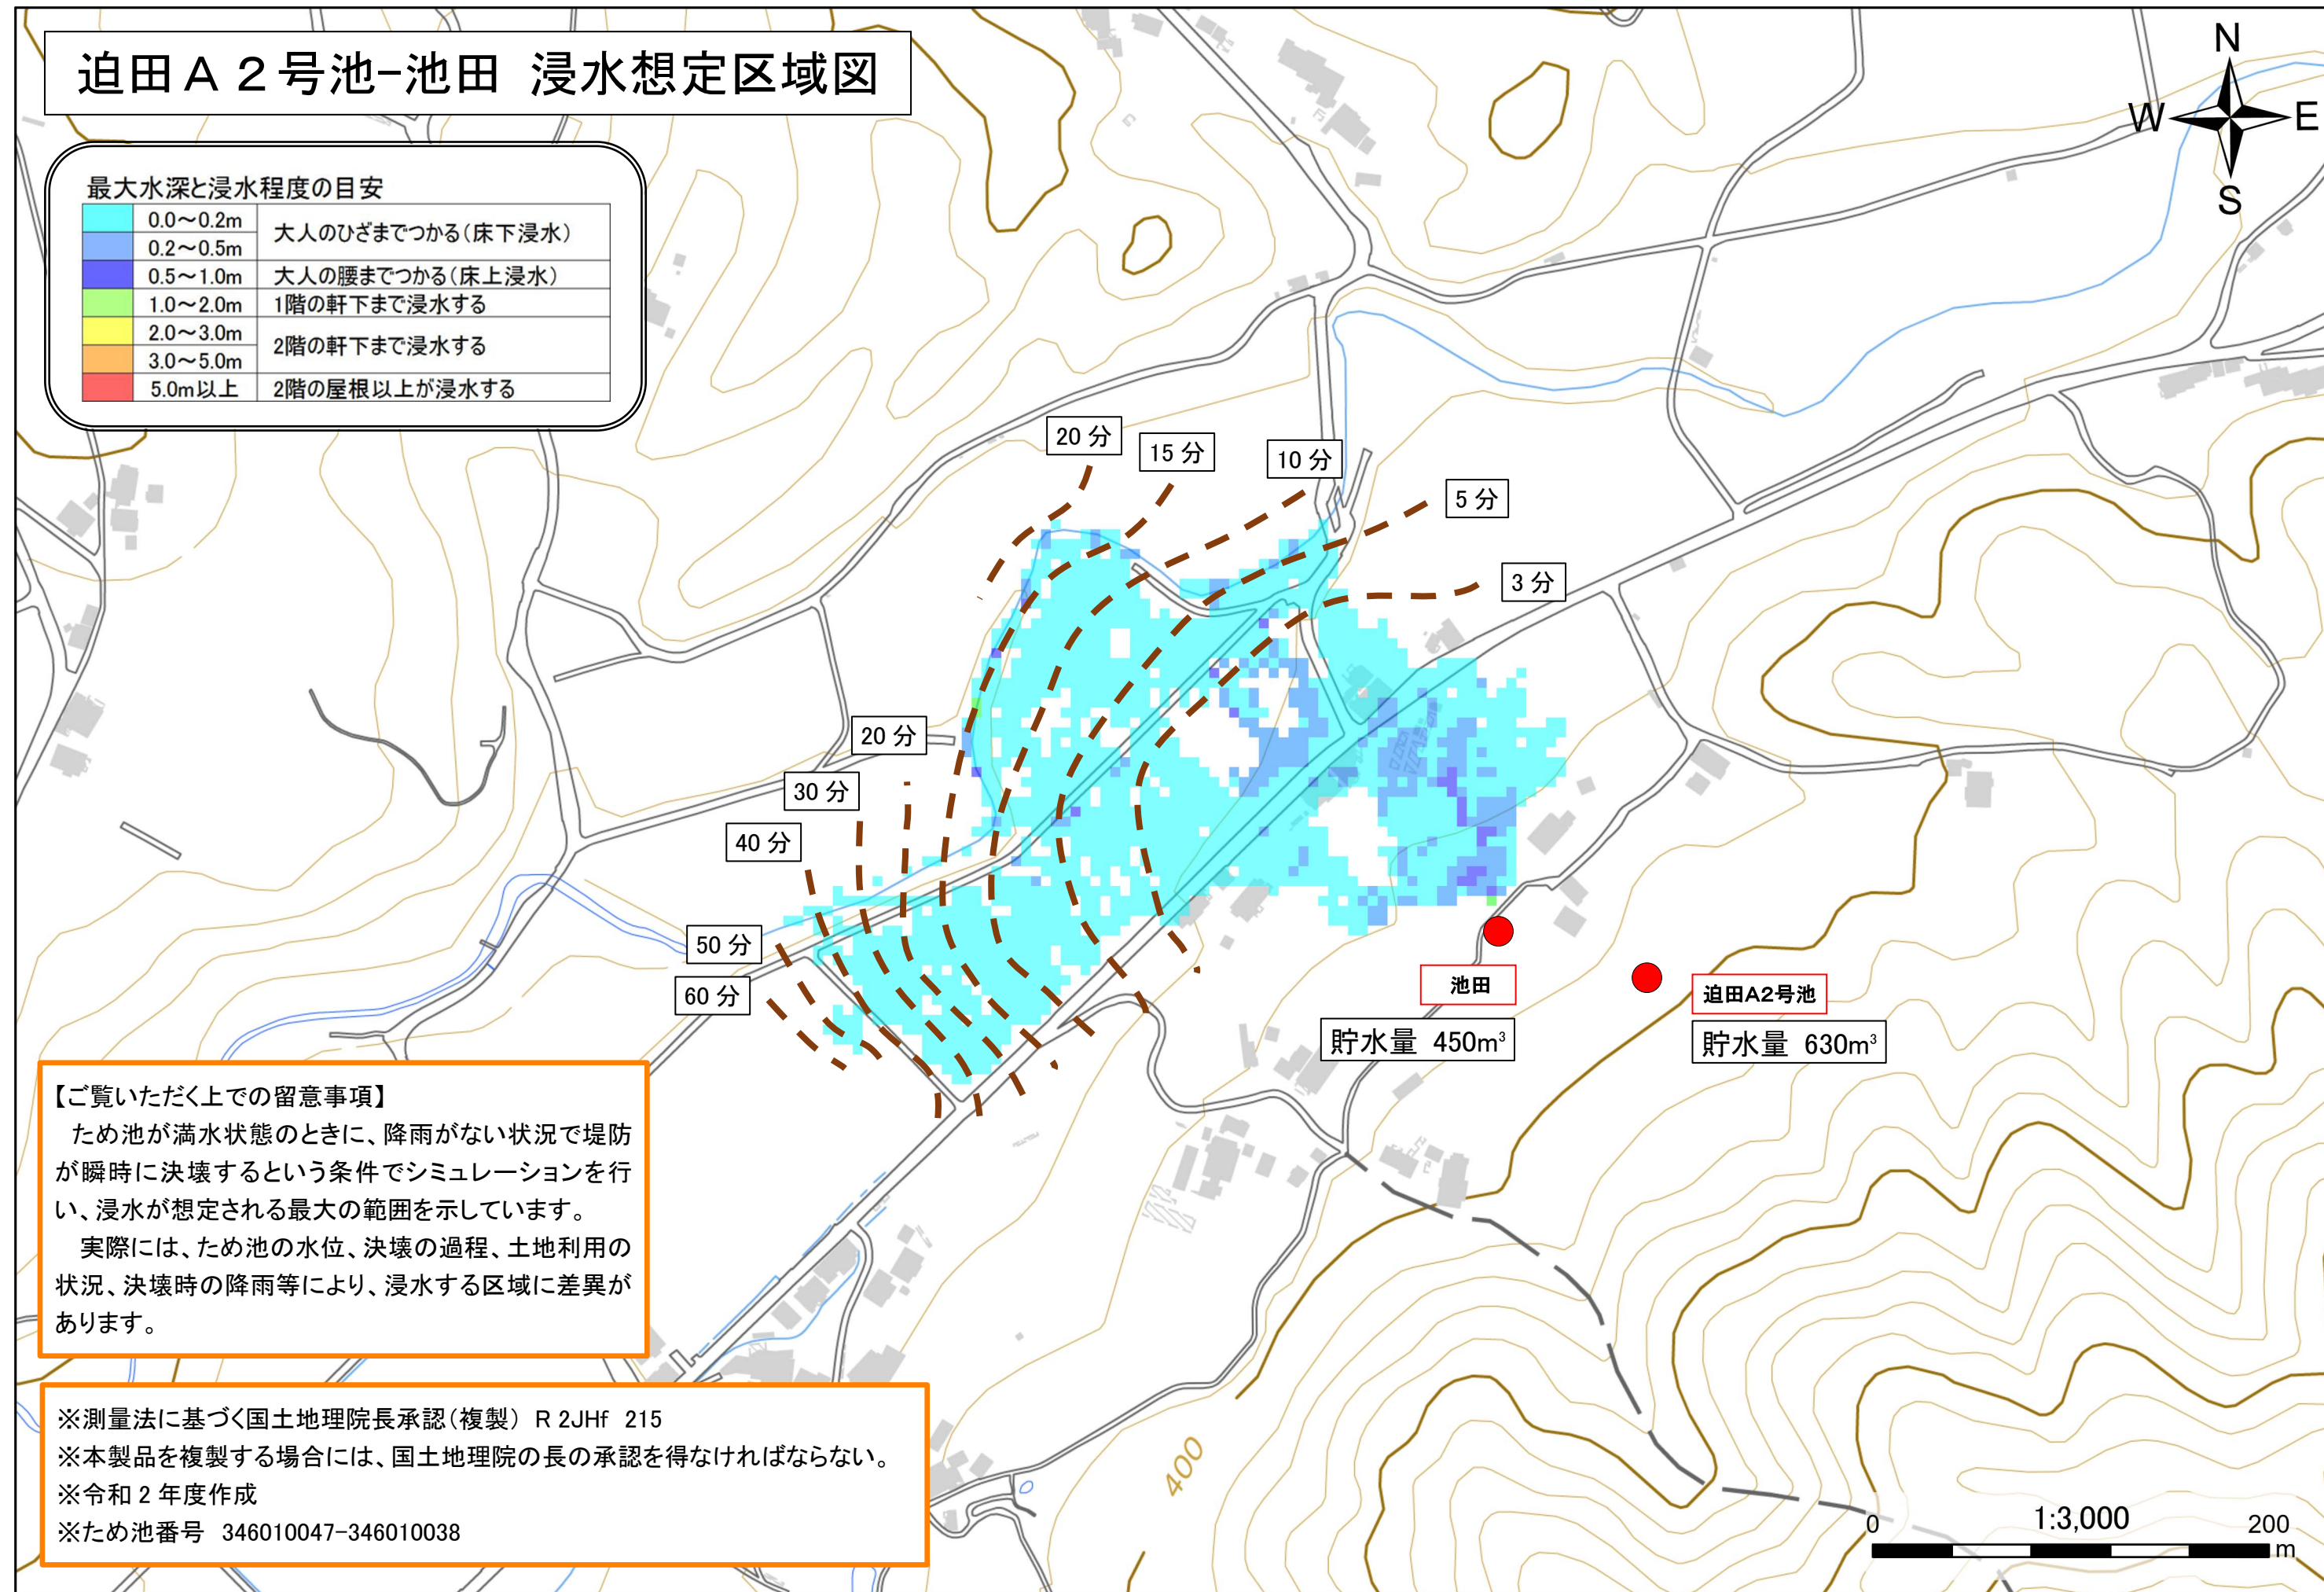 迫田Ａ２号池−池田 浸水想定区域図
N
W
E
S
最大水深と浸水程度の目安
0.0～0.2m
大人のひざまでつかる（床下浸水）
0.2～0.5m
0.5～1.0m 大人の腰までつかる（床上浸水）
1.0～2.0m 1階の軒下まで浸水する
2.0～3.0m
2階の軒下まで浸水する
3.0～5.0m
5.0m以上 2階の屋根以上が浸水する
20 分
15 分
10 分
5 分
3 分
20 分
30 分
40 分
50 分
60 分
池田
貯水量 450m³
迫田A2号池
貯水量 630m³
【ご覧いただく上での留意事項】
ため池が満水状態のときに、降雨がない状況で堤防
が瞬時に決壊するという条件でシミュレーションを行
い、浸水が想定される最大の範囲を示しています。
実際には、ため池の水位、決壊の過程、土地利用の
状況、決壊時の降雨等により、浸水する区域に差異が
あります。
※測量法に基づく国土地理院長承認（複製） R 2JHf 215
※本製品を複製する場合には、国土地理院の長の承認を得なければならない。
※令和 2 年度作成
※ため池番号 346010047-346010038
400
1:3,000
0
200
m